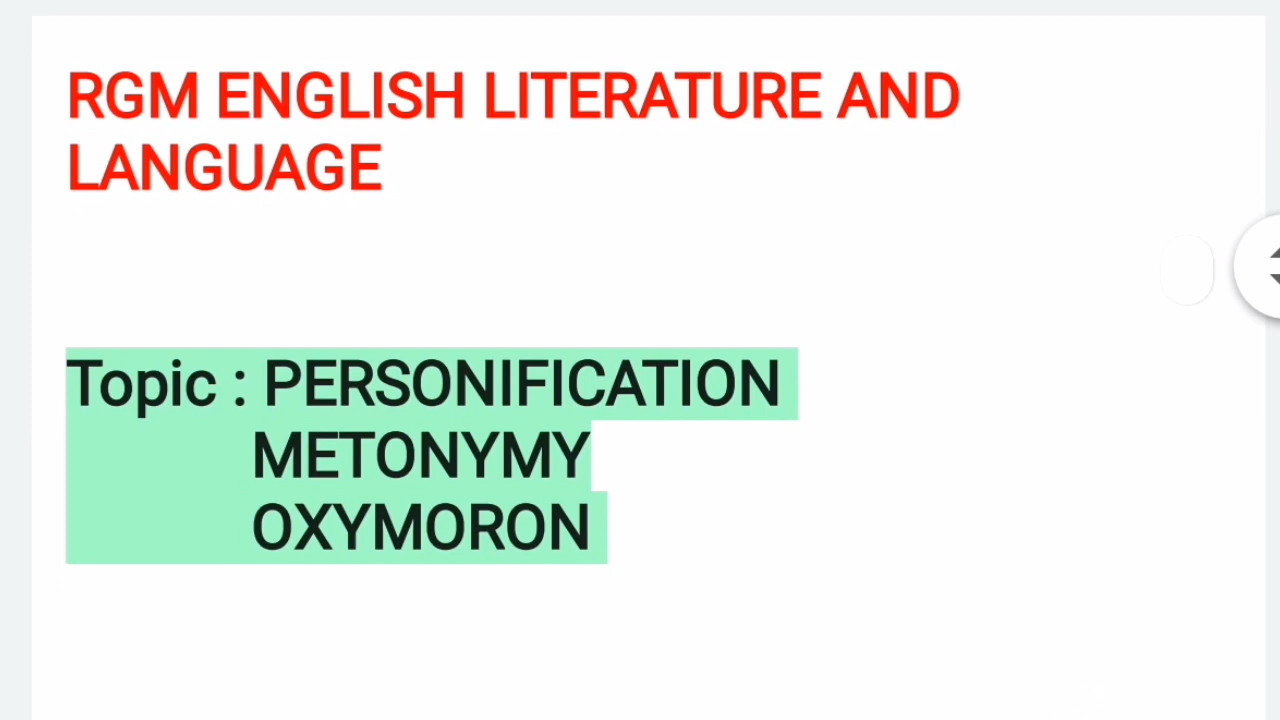 RGM ENGLISH LITERATURE AND
LANGUAGE
Topic : PERSONIFICATION
METONYMY
OXYMORON